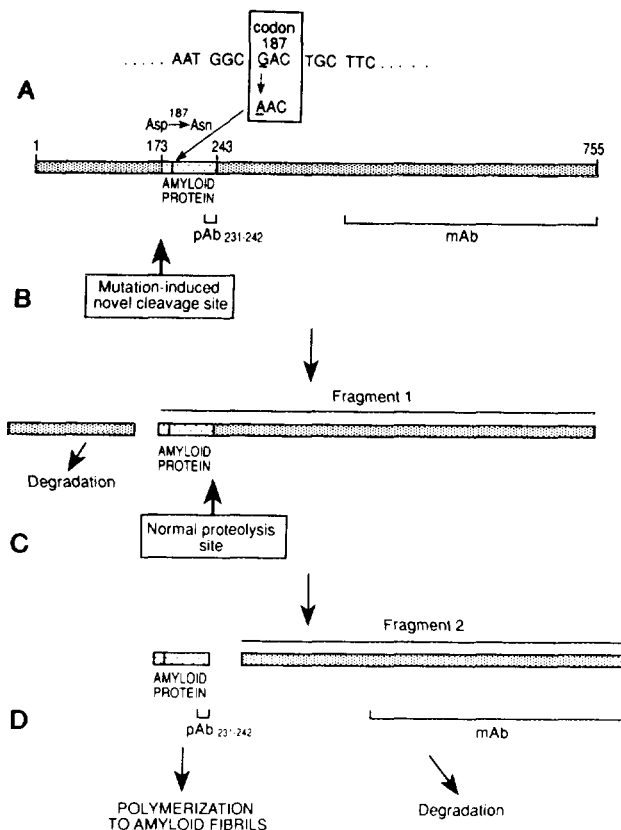 codon
187
..... AAT GGC GAC TGC TTC .....
AAC
A
187
Asp→Asn
1 173 243 755
AMYLOID
PROTEIN
pAb 231-242
mAb
Mutation-induced
novel cleavage site
B
Fragment 1
AMYLOID
PROTEIN
Degradation
Normal proteolysis
site
C
Fragment 2
AMYLOID
PROTEIN
D
pAb 231-242
mAb
POLYMERIZATION
TO AMYLOID FIBRILS
Degradation